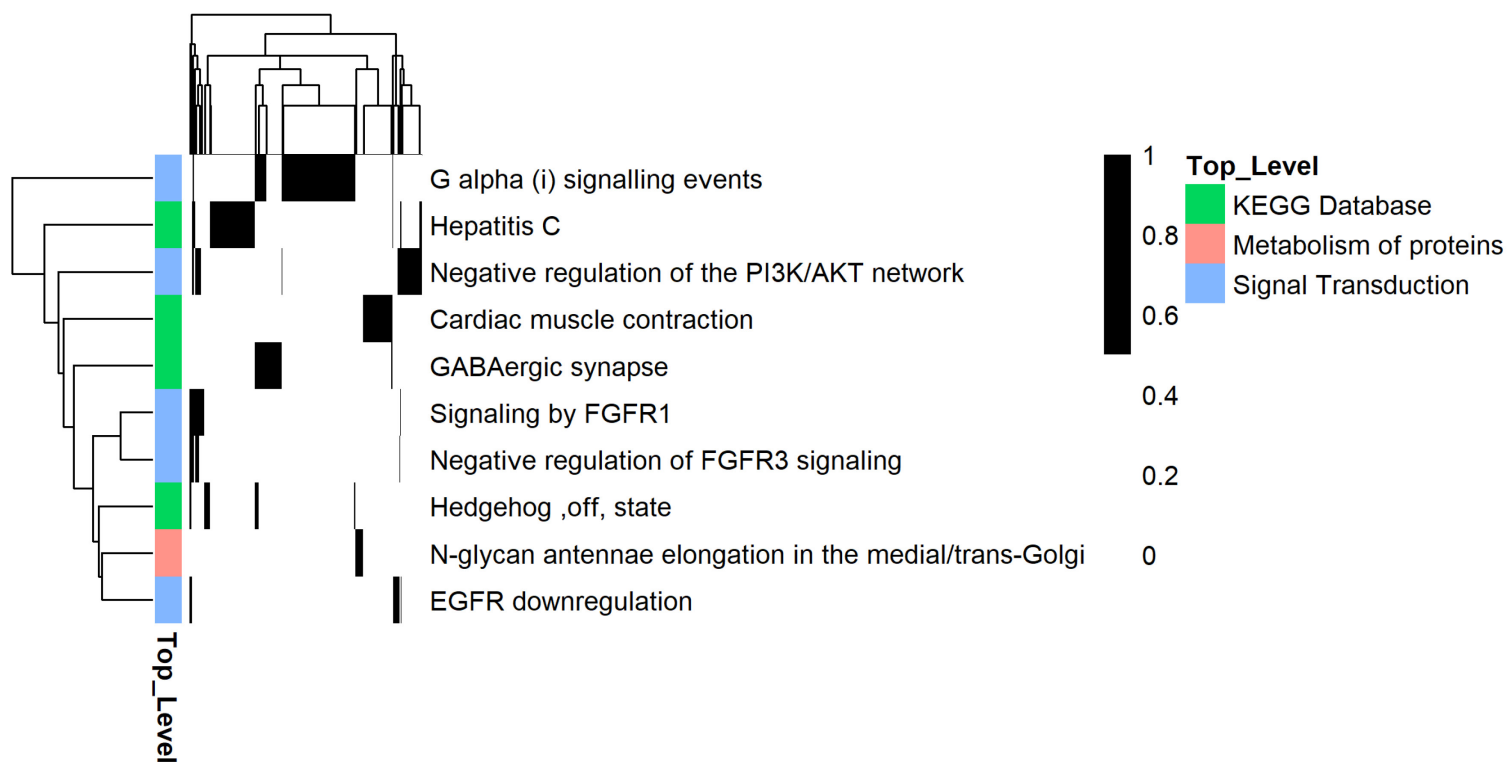 G alpha (i) signalling events
Hepatitis C
Negative regulation of the PI3K/AKT network
Cardiac muscle contraction
GABAergic synapse
Signaling by FGFR1
Negative regulation of FGFR3 signaling
Hedgehog ,off, state
N-glycan antennae elongation in the medial/trans-Golgi
EGFR downregulation
Top_Level
1
0.8
0.6
0.4
0.2
0
Top_Level
KEGG Database
Metabolism of proteins
Signal Transduction